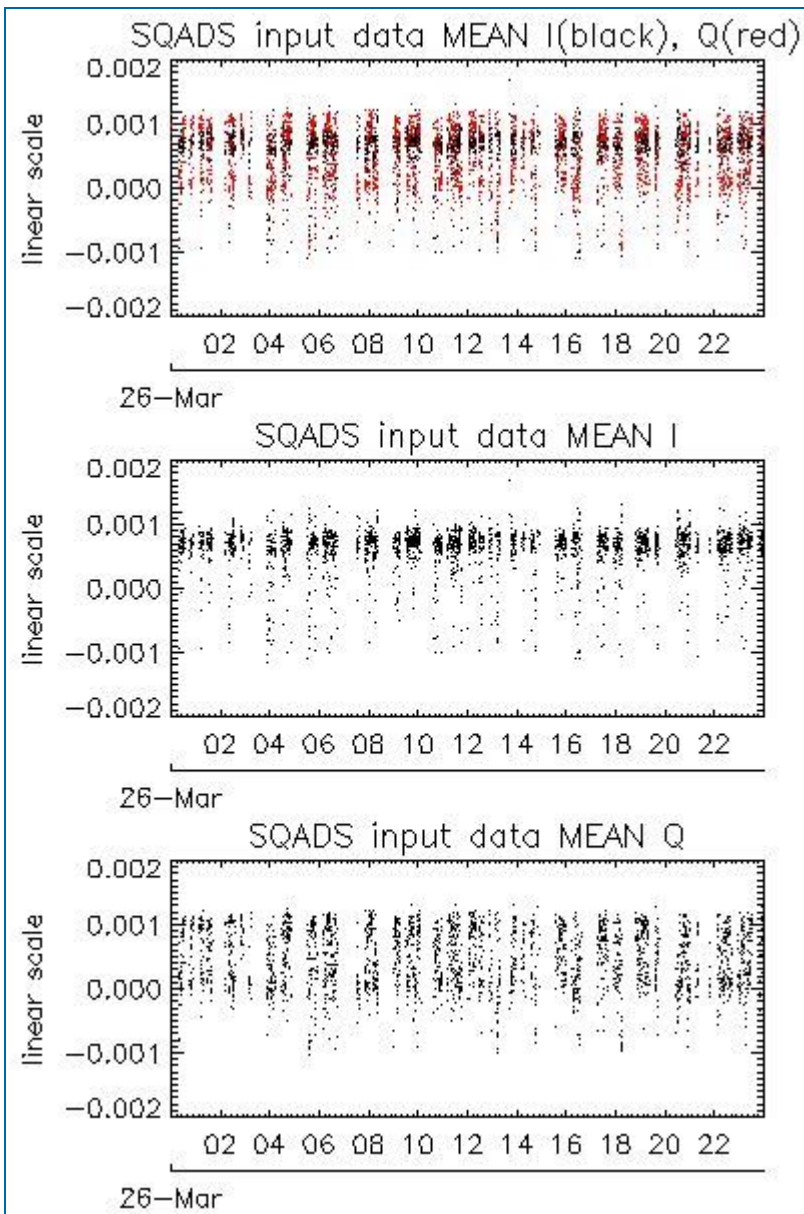 SQADS input data MEAN I(black), Q(red)
0.002
0.001
0.000
−0.001
−0.002
linear scale
02 04 06 08 10 12 14 16 18 20 22
26-Mar
SQADS input data MEAN I
0.002
0.001
0.000
−0.001
−0.002
linear scale
02 04 06 08 10 12 14 16 18 20 22
26-Mar
SQADS input data MEAN Q
0.002
0.001
0.000
−0.001
−0.002
linear scale
02 04 06 08 10 12 14 16 18 20 22
26-Mar